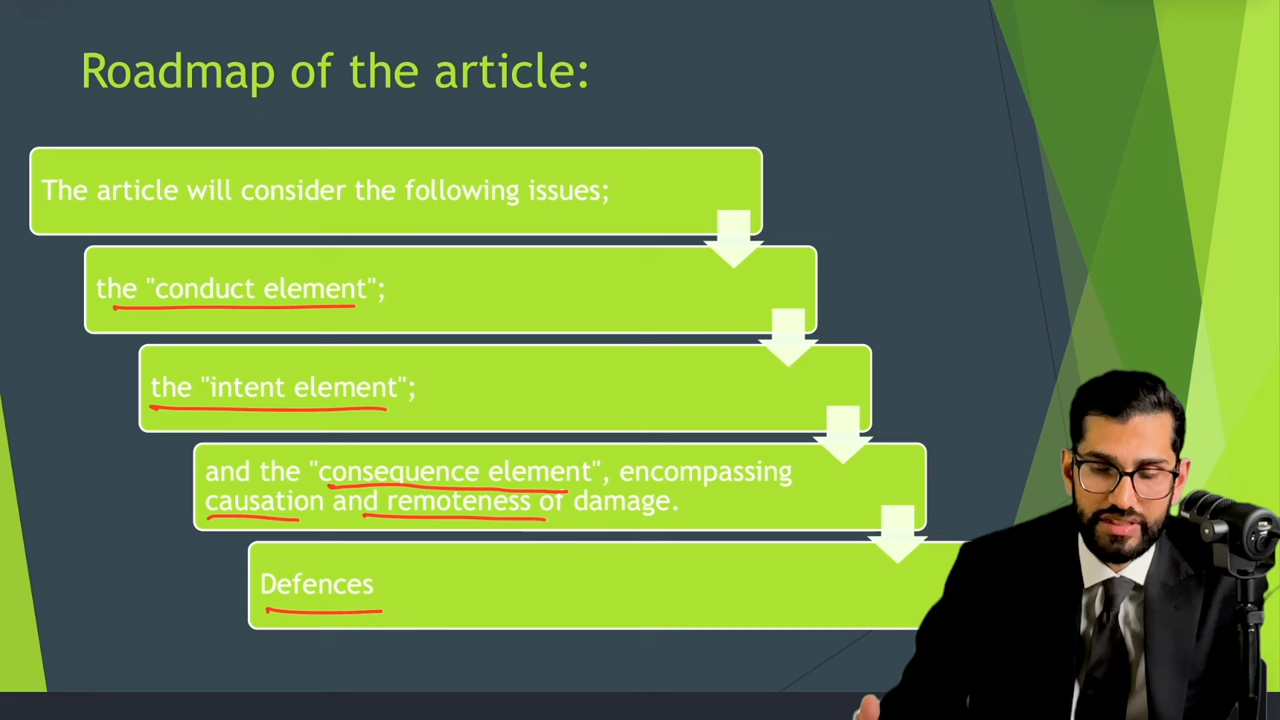 Roadmap of the article:
The article will consider the following issues;
the "conduct element";
the "intent element";
and the "consequence element", encompassing
causation and remoteness of damage.
Defences